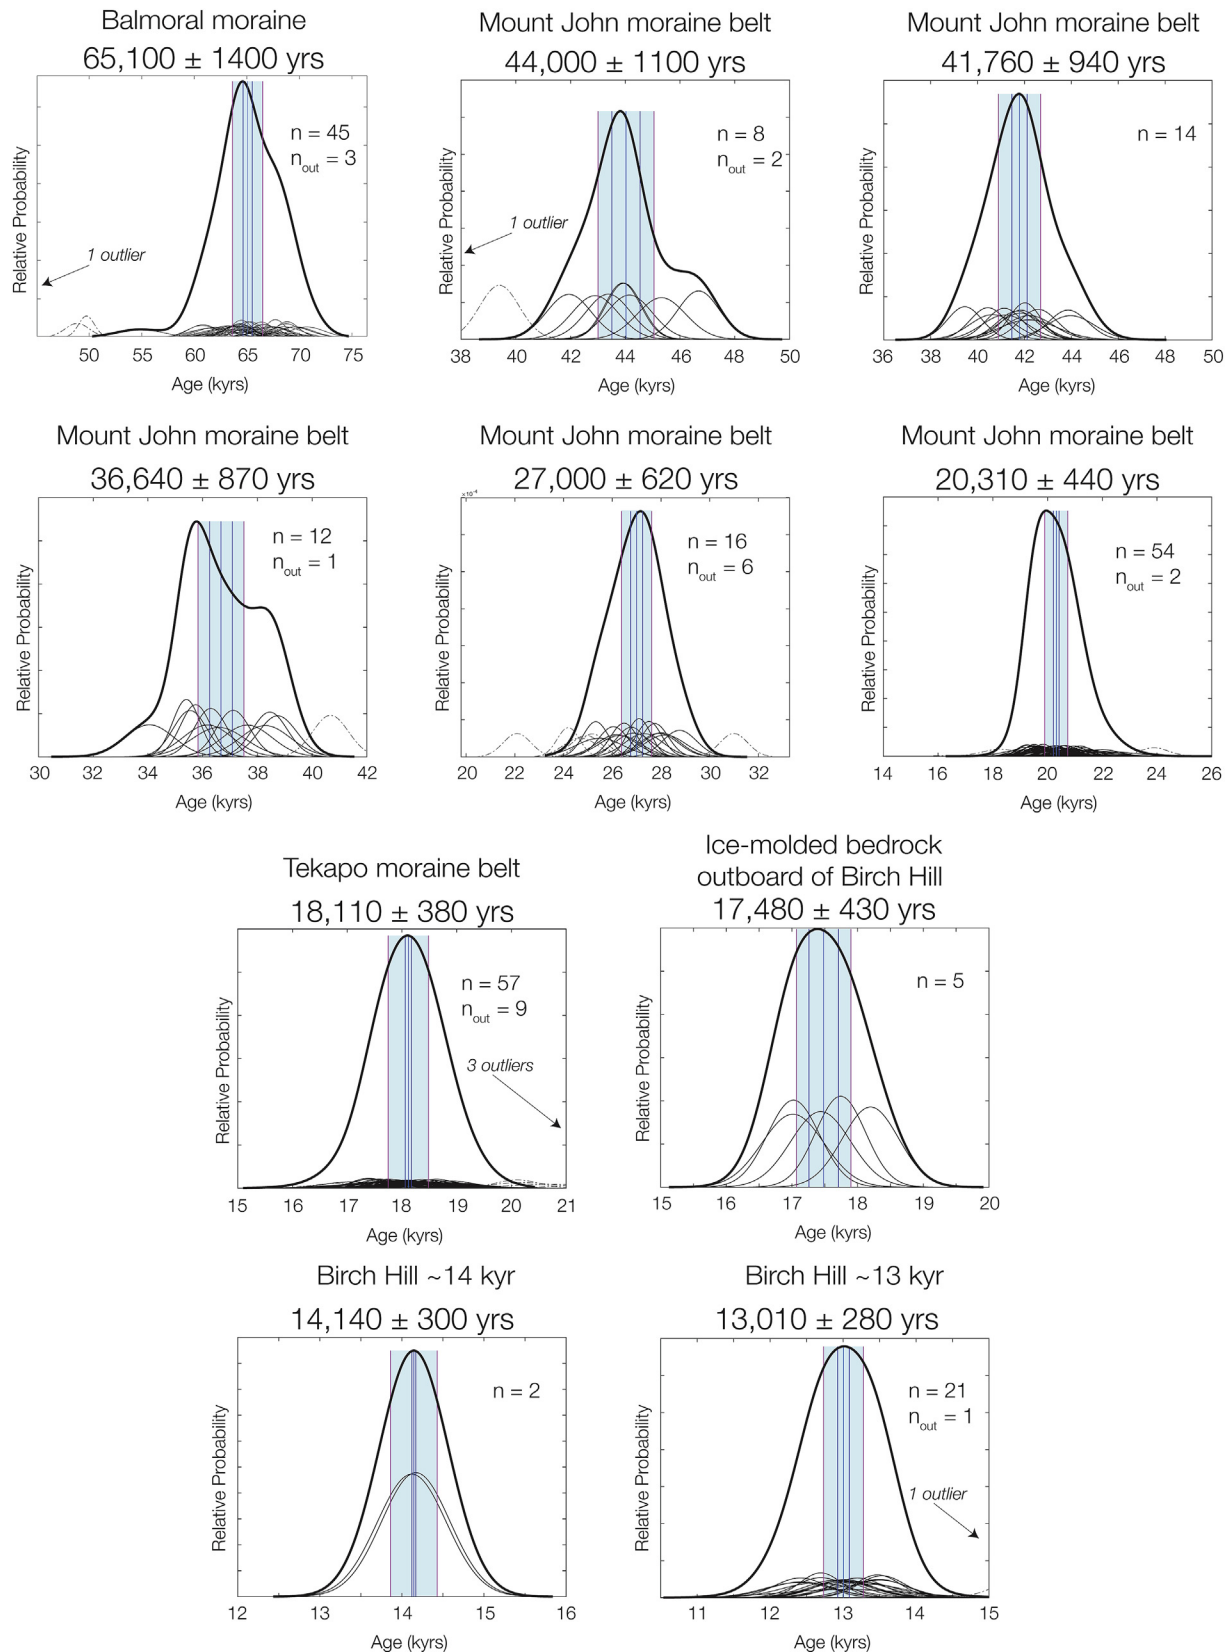 Balmoral moraine
65,100 ± 1400 yrs
n = 45
nout = 3
1 outlier
Relative Probability
50 55 60 65 70 75
Age (kyrs)
Mount John moraine belt
44,000 ± 1100 yrs
n = 8
nout = 2
1 outlier
Relative Probability
38 40 42 44 46 48 50
Age (kyrs)
Mount John moraine belt
41,760 ± 940 yrs
n = 14
Relative Probability
36 38 40 42 44 46 48 50
Age (kyrs)
Mount John moraine belt
36,640 ± 870 yrs
n = 12
nout = 1
Relative Probability
30 32 34 36 38 40 42
Age (kyrs)
Mount John moraine belt
27,000 ± 620 yrs
n = 16
nout = 6
Relative Probability
20 22 24 26 28 30 32
Age (kyrs)
Mount John moraine belt
20,310 ± 440 yrs
n = 54
nout = 2
Relative Probability
14 16 18 20 22 24 26
Age (kyrs)
Tekapo moraine belt
18,110 ± 380 yrs
n = 57
nout = 9
3 outliers
Relative Probability
15 16 17 18 19 20 21
Age (kyrs)
Ice-molded bedrock
outboard of Birch Hill
17,480 ± 430 yrs
n = 5
Relative Probability
15 16 17 18 19 20
Age (kyrs)
Birch Hill ~14 kyr
14,140 ± 300 yrs
n = 2
Relative Probability
12 13 14 15 16
Age (kyrs)
Birch Hill ~13 kyr
13,010 ± 280 yrs
n = 21
nout = 1
1 outlier
Relative Probability
11 12 13 14 15
Age (kyrs)